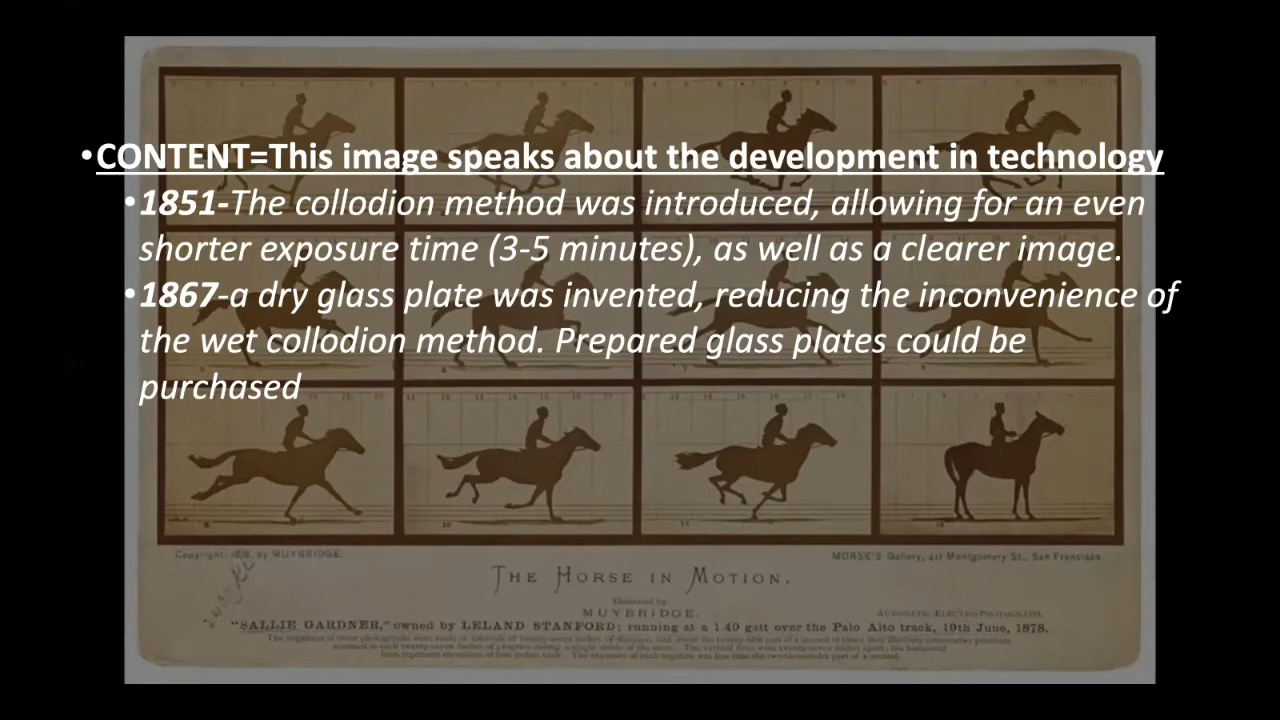 •CONTENT=This image speaks about the development in technology
•1851-The collodion method was introduced, allowing for an even
shorter exposure time (3-5 minutes), as well as a clearer image.
•1867-a dry glass plate was invented, reducing the inconvenience of
the wet collodion method. Prepared glass plates could be
purchased
Copyright, 1878, by MUYBRIDGE.
MORSE'S Gallery, 417 Montgomery St., San Francisco.
THE HORSE IN MOTION.
Illustrated by
MUYBRIDGE.
AUTOMATIC ELECTRO-PHOTOGRAPH.
"SALLIE GARDNER," owned by LELAND STANFORD; running at a 1.40 gait over the Palo Alto track, 19th June, 1878.